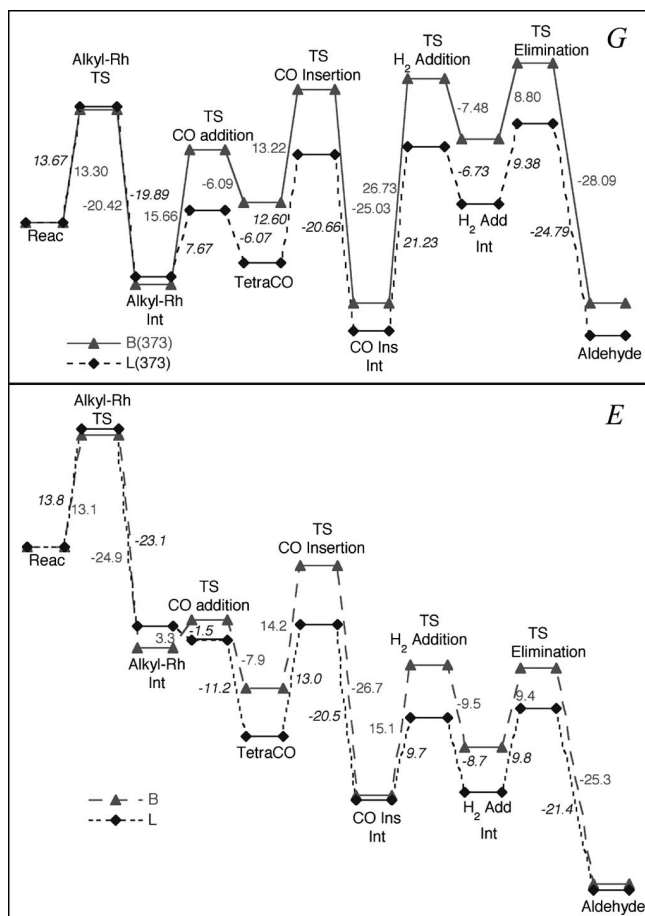 G
Alkyl-Rh
TS
TS
CO addition
TS
CO Insertion
TS
H2 Addition
TS
Elimination
13.67
13.30
-20.42
-19.89
15.66
-6.09
7.67
-6.07
13.22
12.60
-20.66
-25.03
26.73
21.23
-7.48
-6.73
8.80
9.38
-28.09
-24.79
Reac
Alkyl-Rh
Int
TetraCO
CO Ins
Int
H2 Add
Int
Aldehyde
B(373)
L(373)
E
Alkyl-Rh
TS
TS
CO addition
TS
CO Insertion
TS
H2 Addition
TS
Elimination
13.8
13.1
-24.9
-23.1
3.3
-1.5
-7.9
-11.2
14.2
13.0
-26.7
-20.5
15.1
9.7
-9.5
-8.7
9.4
9.8
-25.3
-21.4
Reac
Alkyl-Rh
Int
TetraCO
CO Ins
Int
H2 Add
Int
Aldehyde
B
L